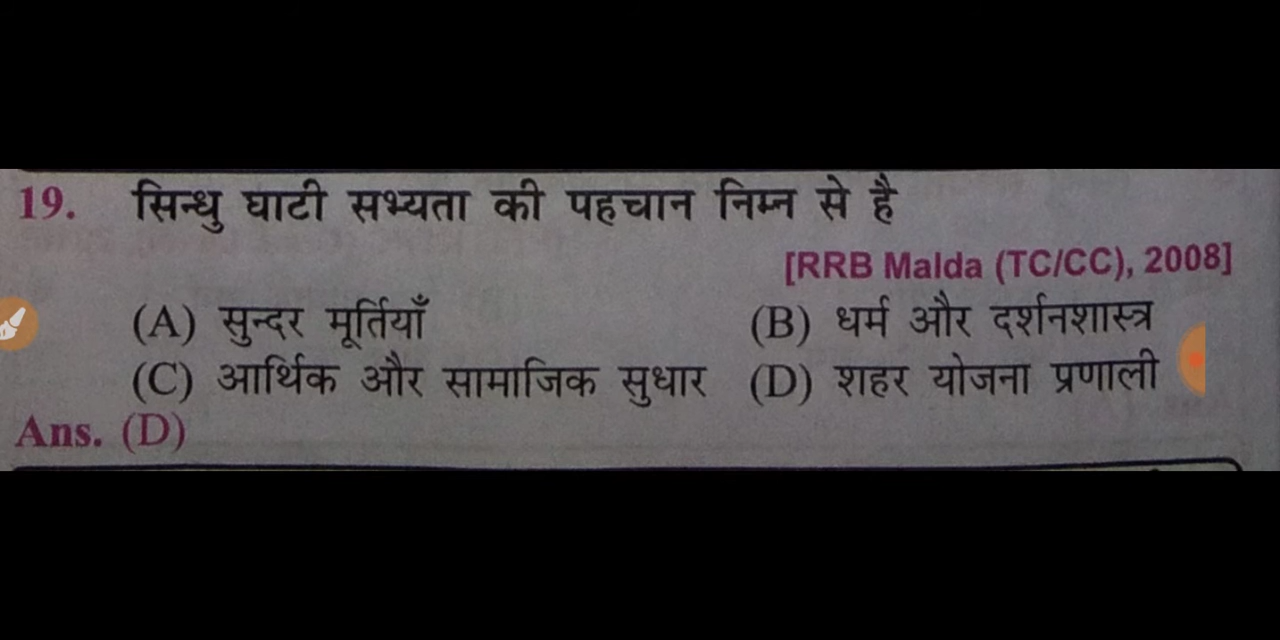 19. सिन्धु घाटी सभ्यता की पहचान निम्न से है
[RRB Malda (TC/CC), 2008]
(A) सुन्दर मूर्तियाँ (B) धर्म और दर्शनशास्त्र
(C) आर्थिक और सामाजिक सुधार (D) शहर योजना प्रणाली
Ans. (D)